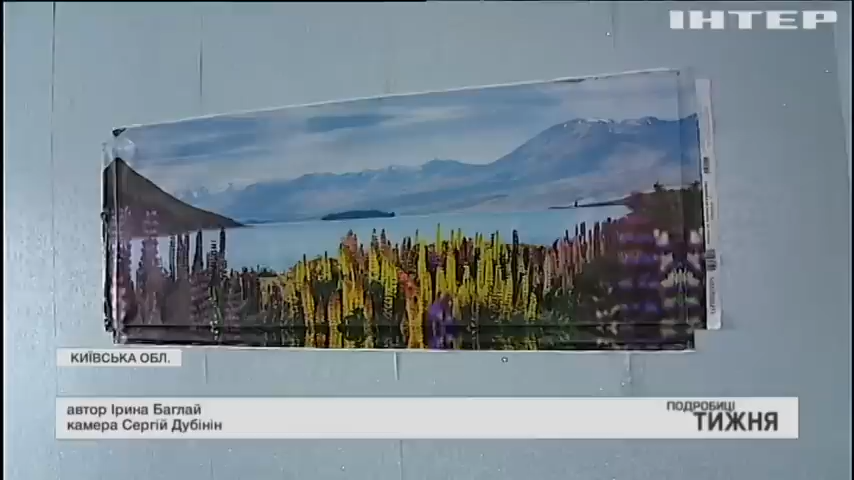 ІНТЕР
КИЇВСЬКА ОБЛ.
автор Ірина Баглай
камера Сергій Дубінін
ПОДРОБИЦІ
ТИЖНЯ